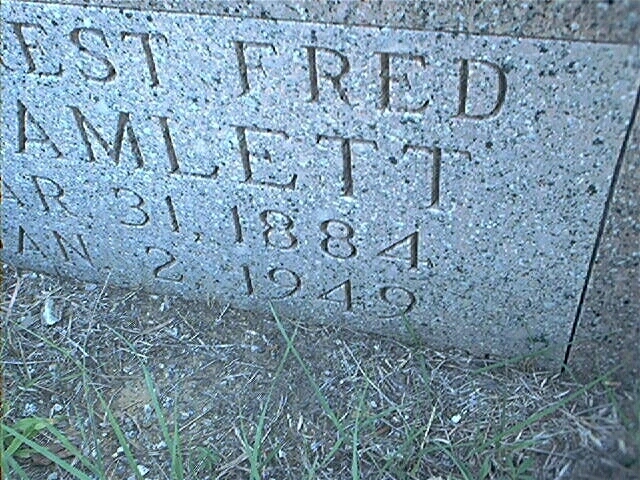 EST FRED
AMLETT
AR 31, 1884
AN 2, 1949